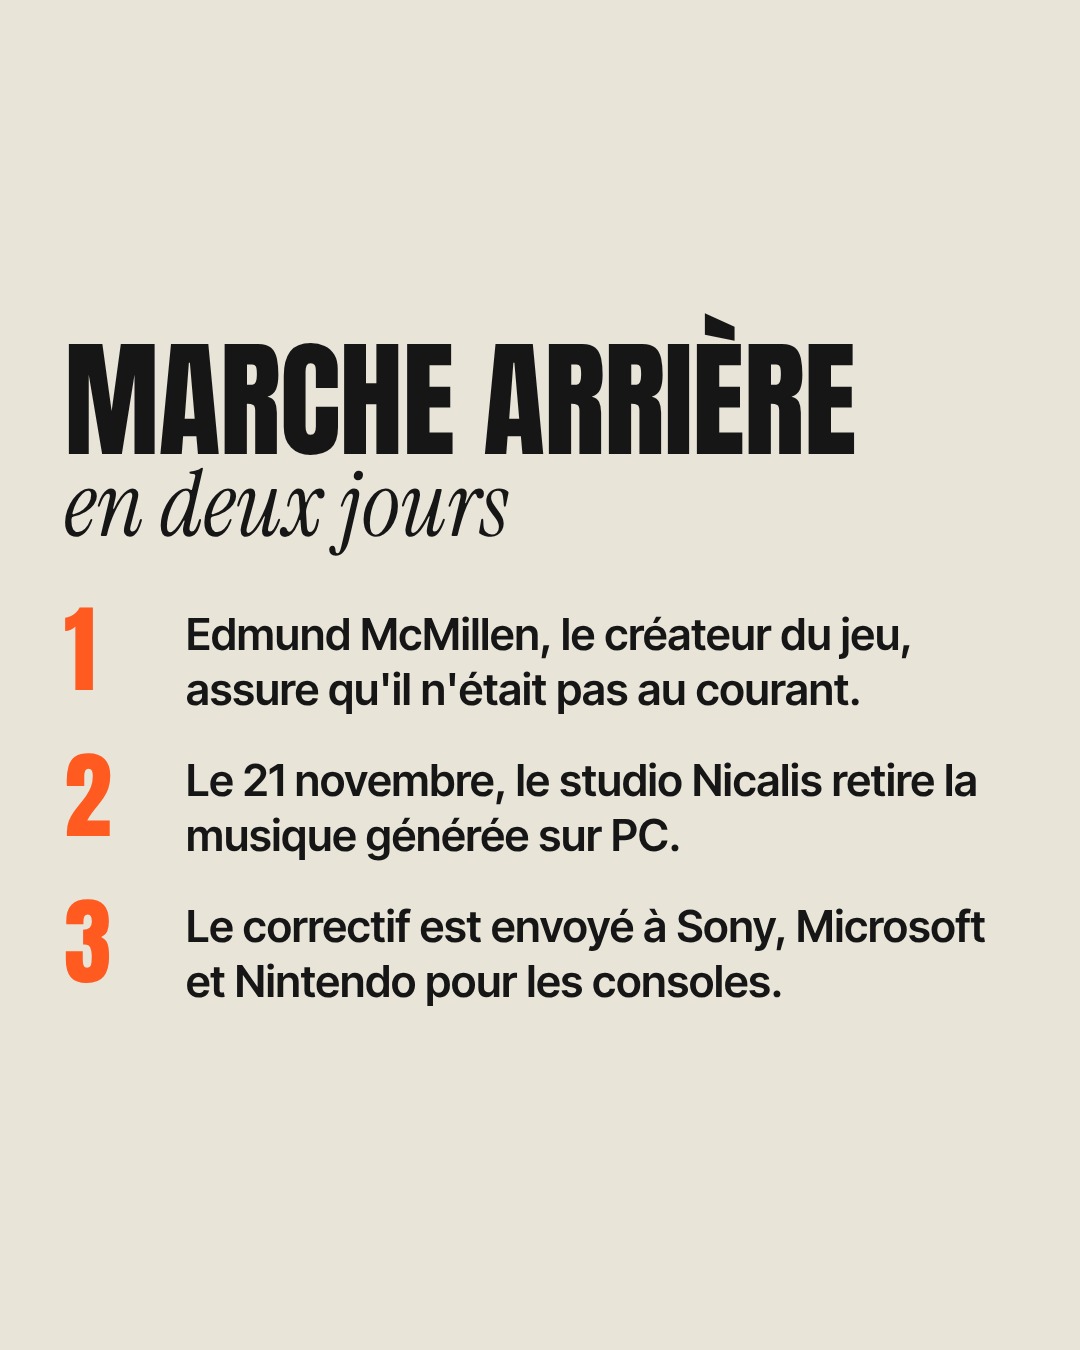 MARCHE ARRIÈRE
en deux jours
1
Edmund McMillen, le créateur du jeu,
assure qu'il n'était pas au courant.
2
Le 21 novembre, le studio Nicalis retire la
musique générée sur PC.
3
Le correctif est envoyé à Sony, Microsoft
et Nintendo pour les consoles.